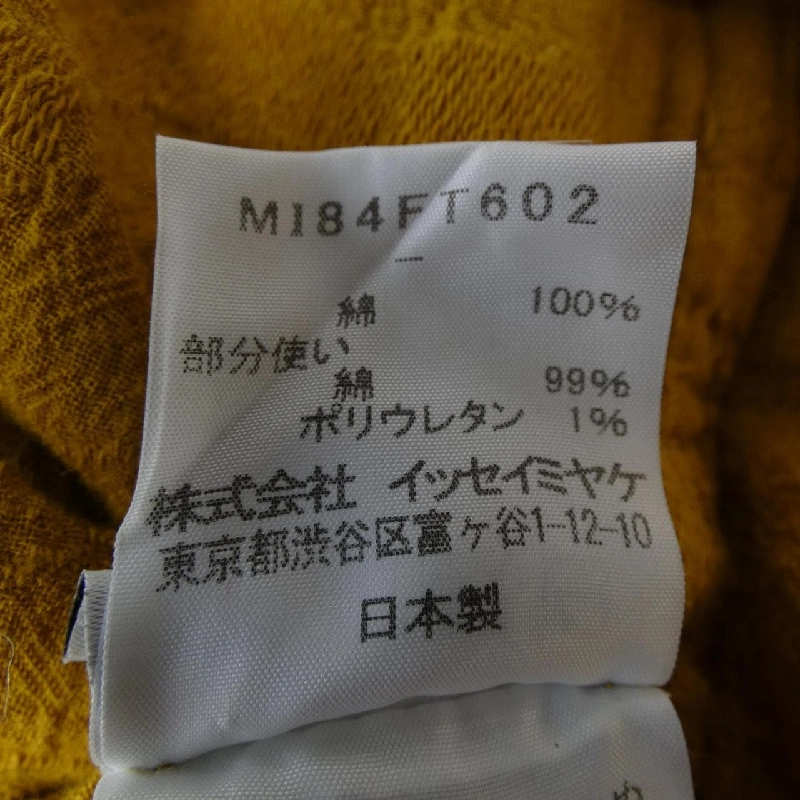 MI84FT602
—
綿 100%
部分使い
綿 99%
ポリウレタン 1%
株式会社 イッセイミヤケ
東京都渋谷区富ケ谷1-12-10
日本製